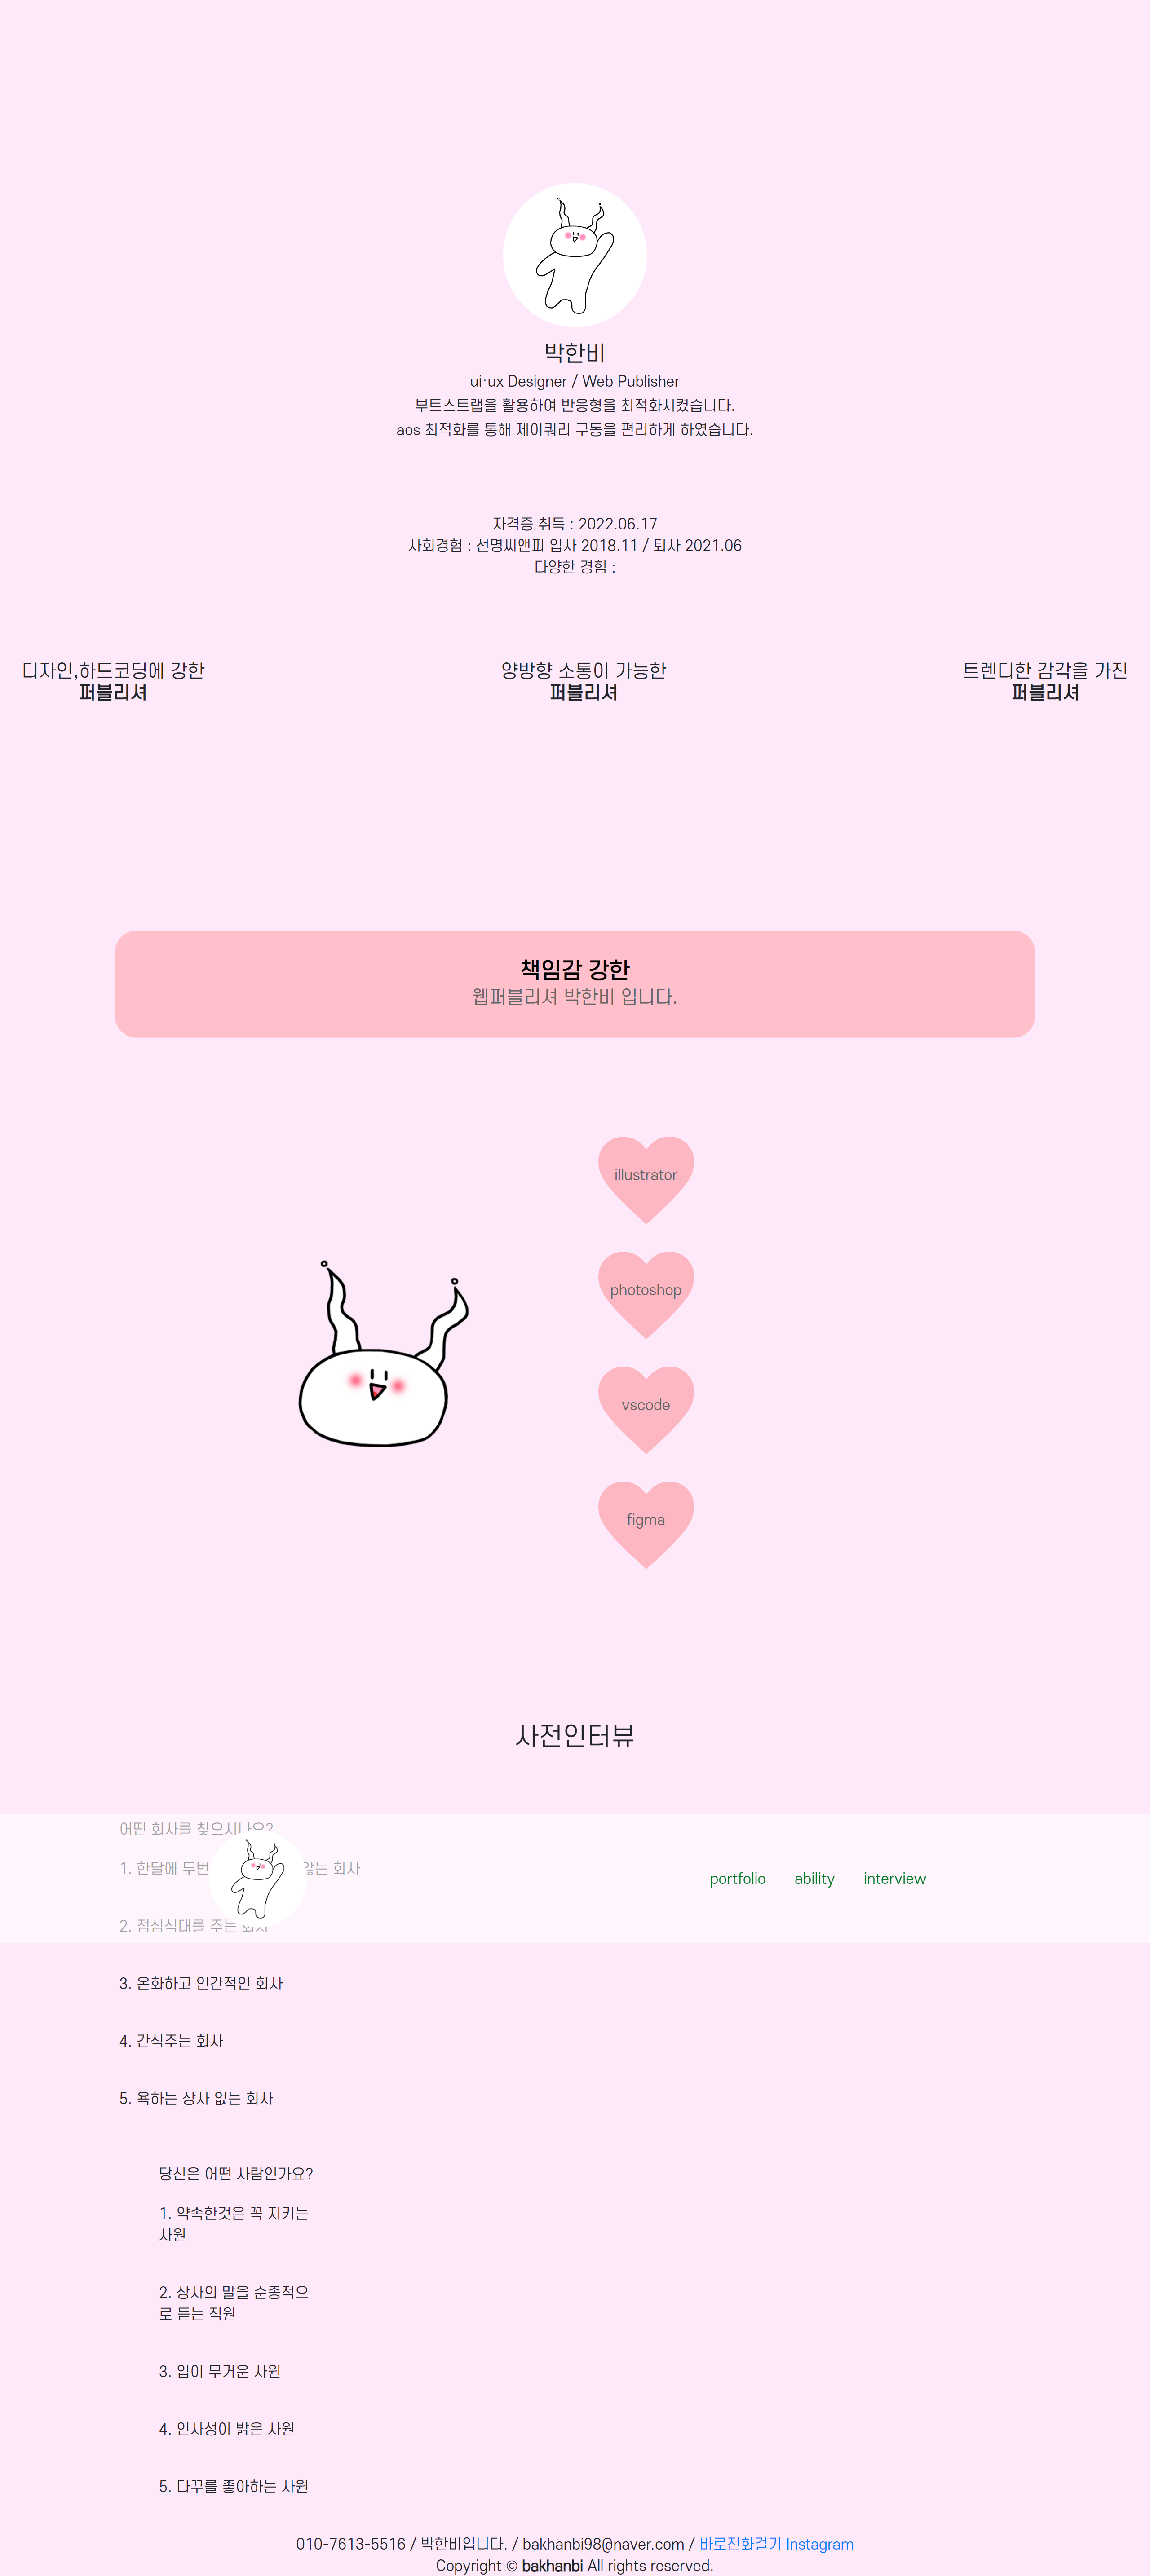 박한비
ui·ux Designer / Web Publisher
부트스트랩을 활용하여 반응형을 최적화시켰습니다.
aos 최적화를 통해 제이쿼리 구동을 편리하게 하였습니다.
자격증 취득 : 2022.06.17
사회경험 : 선명씨앤피 입사 2018.11 / 퇴사 2021.06
다양한 경험 :
디자인,하드코딩에 강한
퍼블리셔
양방향 소통이 가능한
퍼블리셔
트렌디한 감각을 가진
퍼블리셔
책임감 강한
웹퍼블리셔 박한비 입니다.
illustrator
photoshop
vscode
figma
사전인터뷰
어떤 회사를 찾으시나요?
1. 한달에 두번 않는 회사
portfolio ability interview
2. 점심식대를 주는 회사
3. 온화하고 인간적인 회사
4. 간식주는 회사
5. 욕하는 상사 없는 회사
당신은 어떤 사람인가요?
1. 약속한것은 꼭 지키는
사원
2. 상사의 말을 순종적으
로 듣는 직원
3. 입이 무거운 사원
4. 인사성이 밝은 사원
5. 다꾸를 좋아하는 사원
010-7613-5516 / 박한비입니다. / bakhanbi98@naver.com / 바로전화걸기 Instagram
Copyright © bakhanbi All rights reserved.